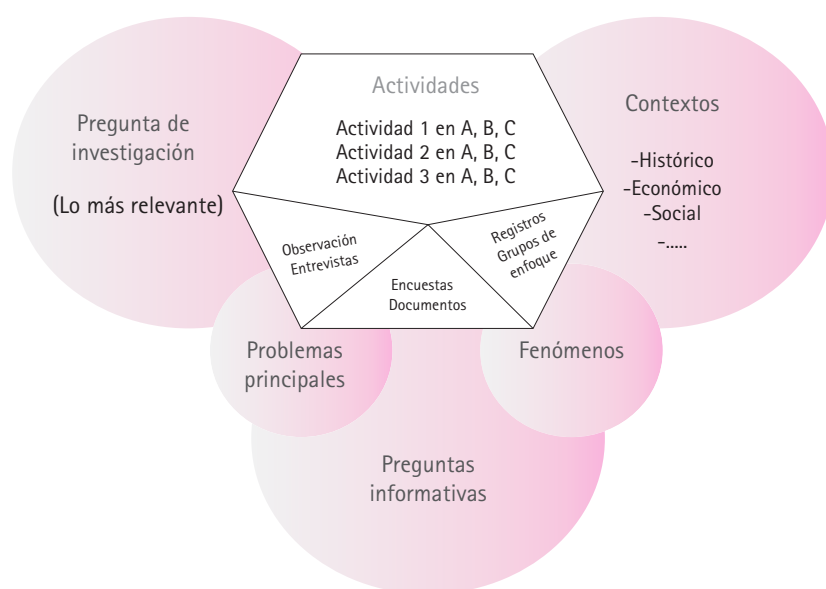 Actividades
Actividad 1 en A, B, C
Actividad 2 en A, B, C
Actividad 3 en A, B, C
Pregunta de
investigación
(Lo más relevante)
Contextos
-Histórico
-Económico
-Social
-.....
Observación
Entrevistas
Encuestas
Documentos
Registros
Grupos de
enfoque
Problemas
principales
Fenómenos
Preguntas
informativas